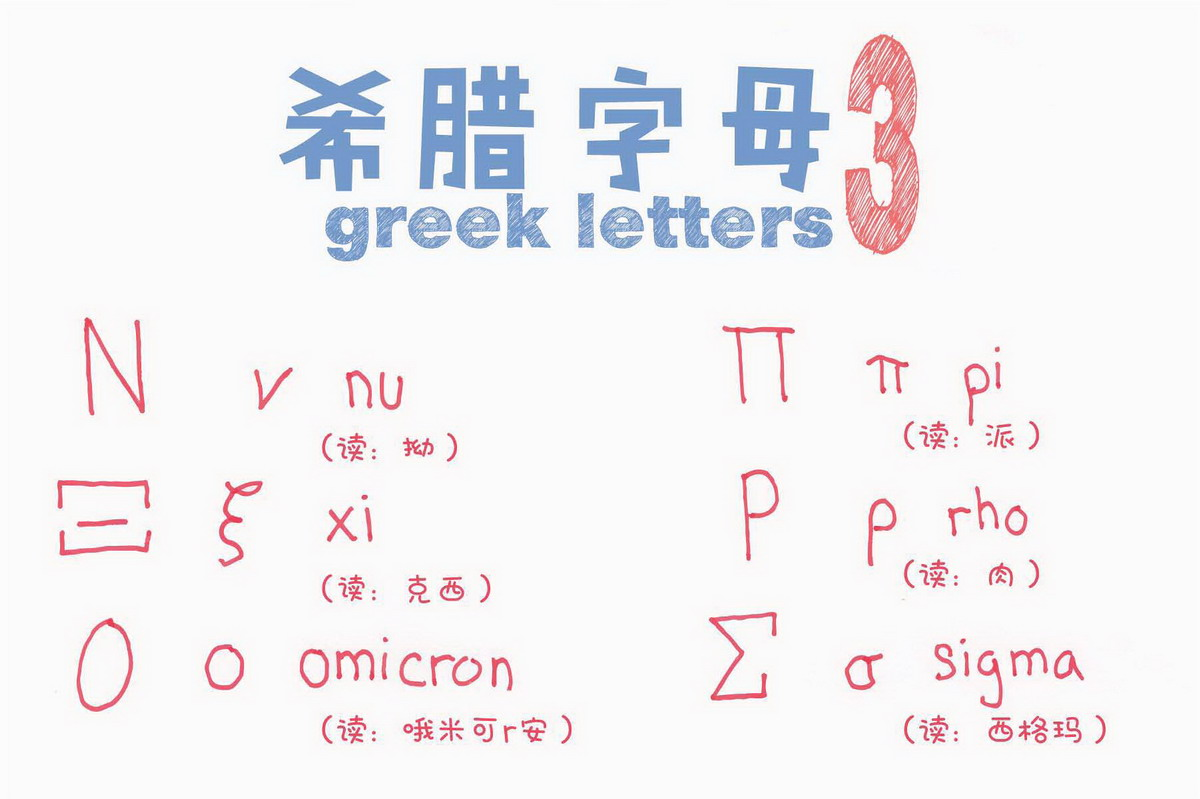 希腊字母3
greek letters
Ν ν nu
(读: 拗)
Ξ ξ xi
(读: 克西)
Ο ο omicron
(读: 哦米可r安)
Π π pi
(读: 派)
Ρ ρ rho
(读: 肉)
Σ σ sigma
(读: 西格玛)